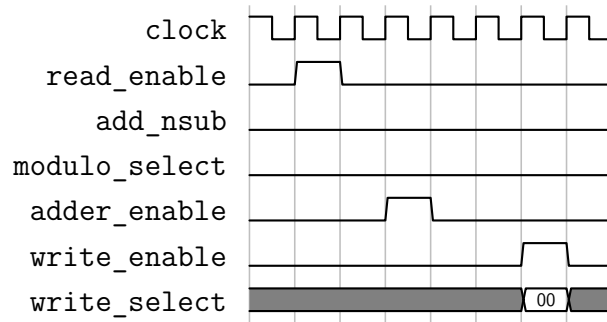 clock
read_enable
add_nsub
modulo_select
adder_enable
write_enable
write_select 00